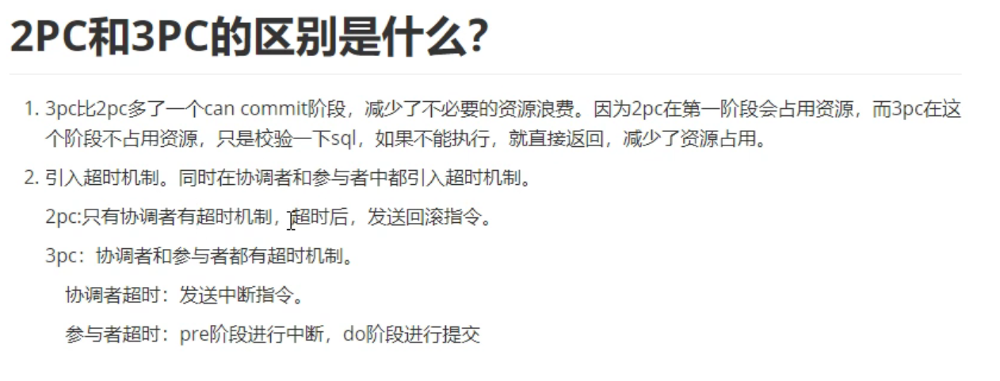 2PC和3PC的区别是什么？
1. 3pc比2pc多了一个can commit阶段，减少了不必要的资源浪费。因为2pc在第一阶段会占用资源，而3pc在这
个阶段不占用资源，只是校验一下sql，如果不能执行，就直接返回，减少了资源占用。
2. 引入超时机制。同时在协调者和参与者中都引入超时机制。
2pc:只有协调者有超时机制，超时后，发送回滚指令。
3pc：协调者和参与者都有超时机制。
协调者超时：发送中断指令。
参与者超时：pre阶段进行中断，do阶段进行提交